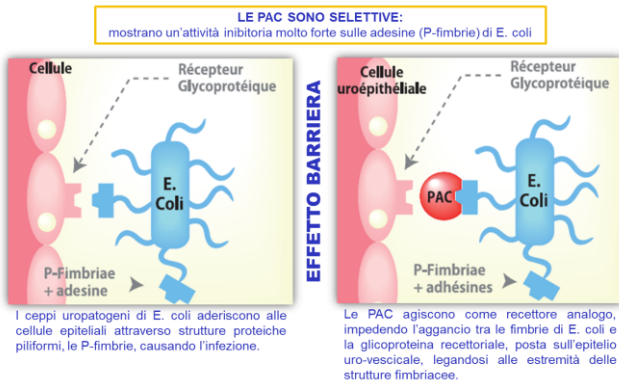 LE PAC SONO SELETTIVE:
mostrano un'attività inibitoria molto forte sulle adesine (P-fimbrie) di E. coli
Cellule
Récepteur
Glycoprotéique
E.
Coli
P-Fimbriae
+ adesine
EFFETTO BARRIERA
Cellule
uroépithéliale
Récepteur
Glycoprotéique
PAC
E.
Coli
P-Fimbriae
+ adhésines
I ceppi uropatogeni di E. coli aderiscono alle
cellule epiteliali attraverso strutture proteiche
piliformi, le P-fimbrie, causando l'infezione.
Le PAC agiscono come recettore analogo,
impedendo l'aggancio tra le fimbrie di E. coli e
la glicoproteina recettoriale, posta sull'epitelio
uro-vescicale, legandosi alle estremità delle
strutture fimbriacee.